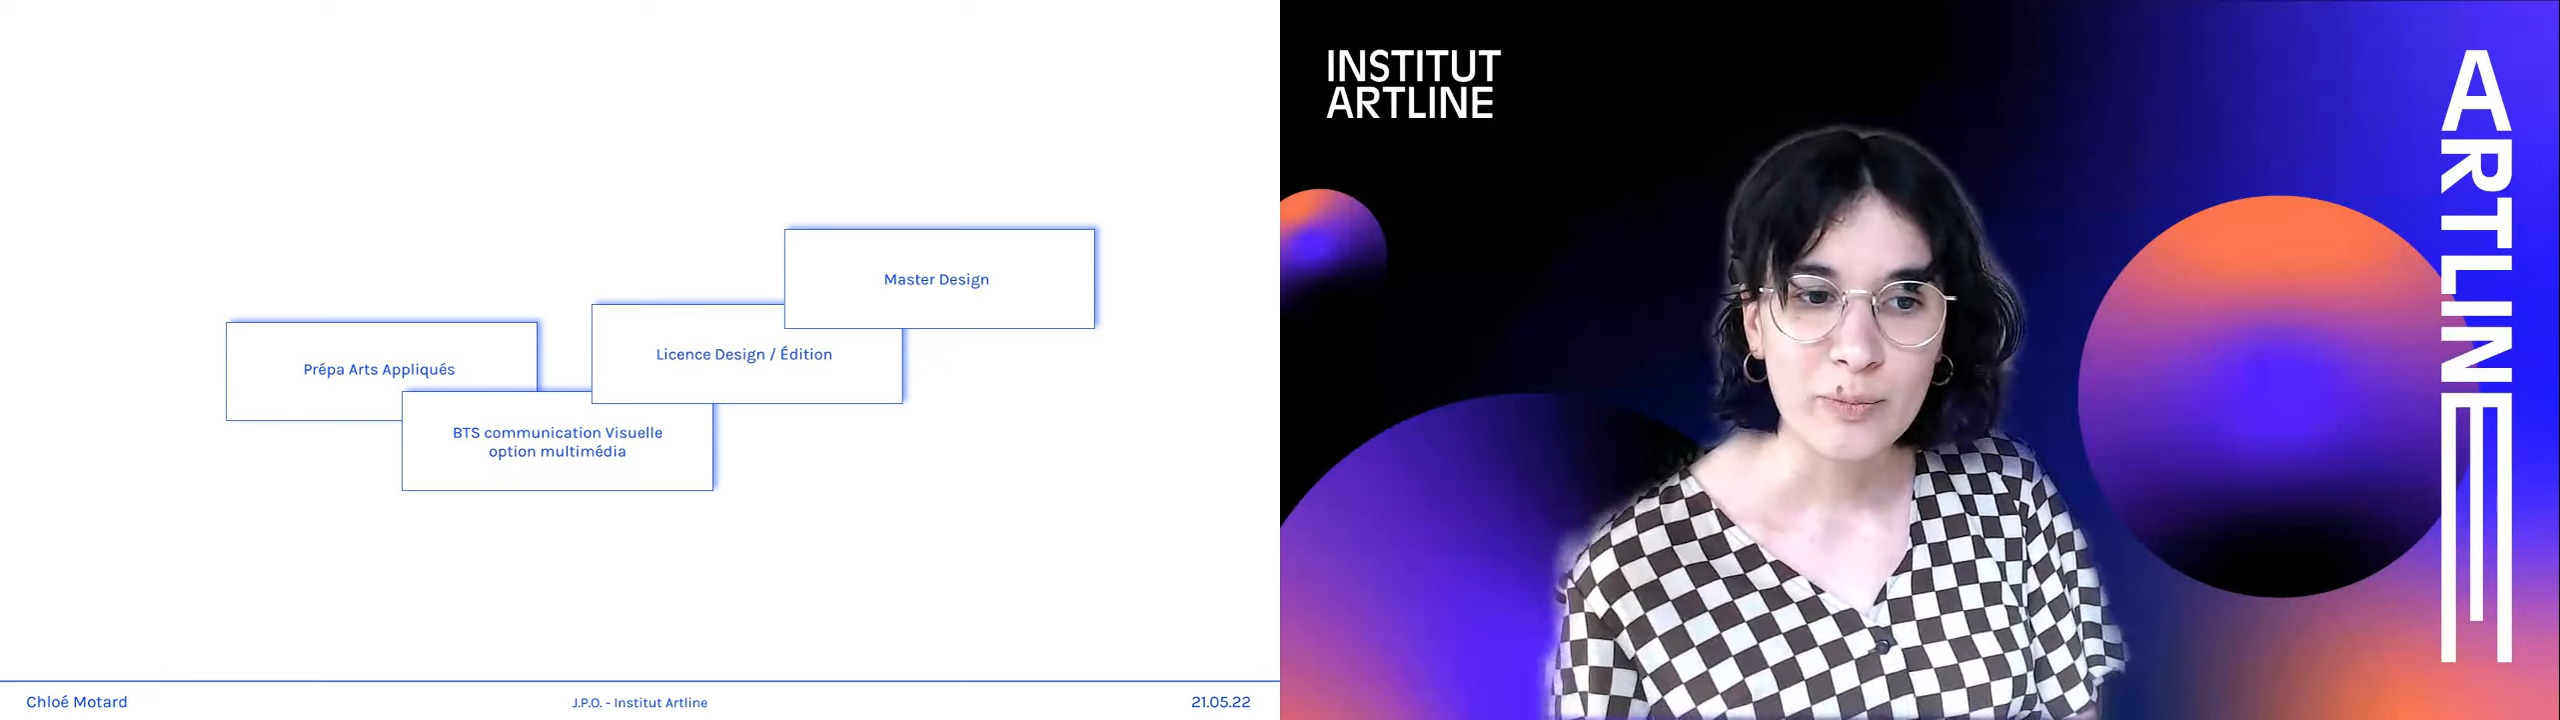 Master Design
Licence Design / Édition
Prépa Arts Appliqués
BTS communication Visuelle
option multimédia
Chloé Motard
J.P.O. - Institut Artline
21.05.22
INSTITUT
ARTLINE
ARTLINE